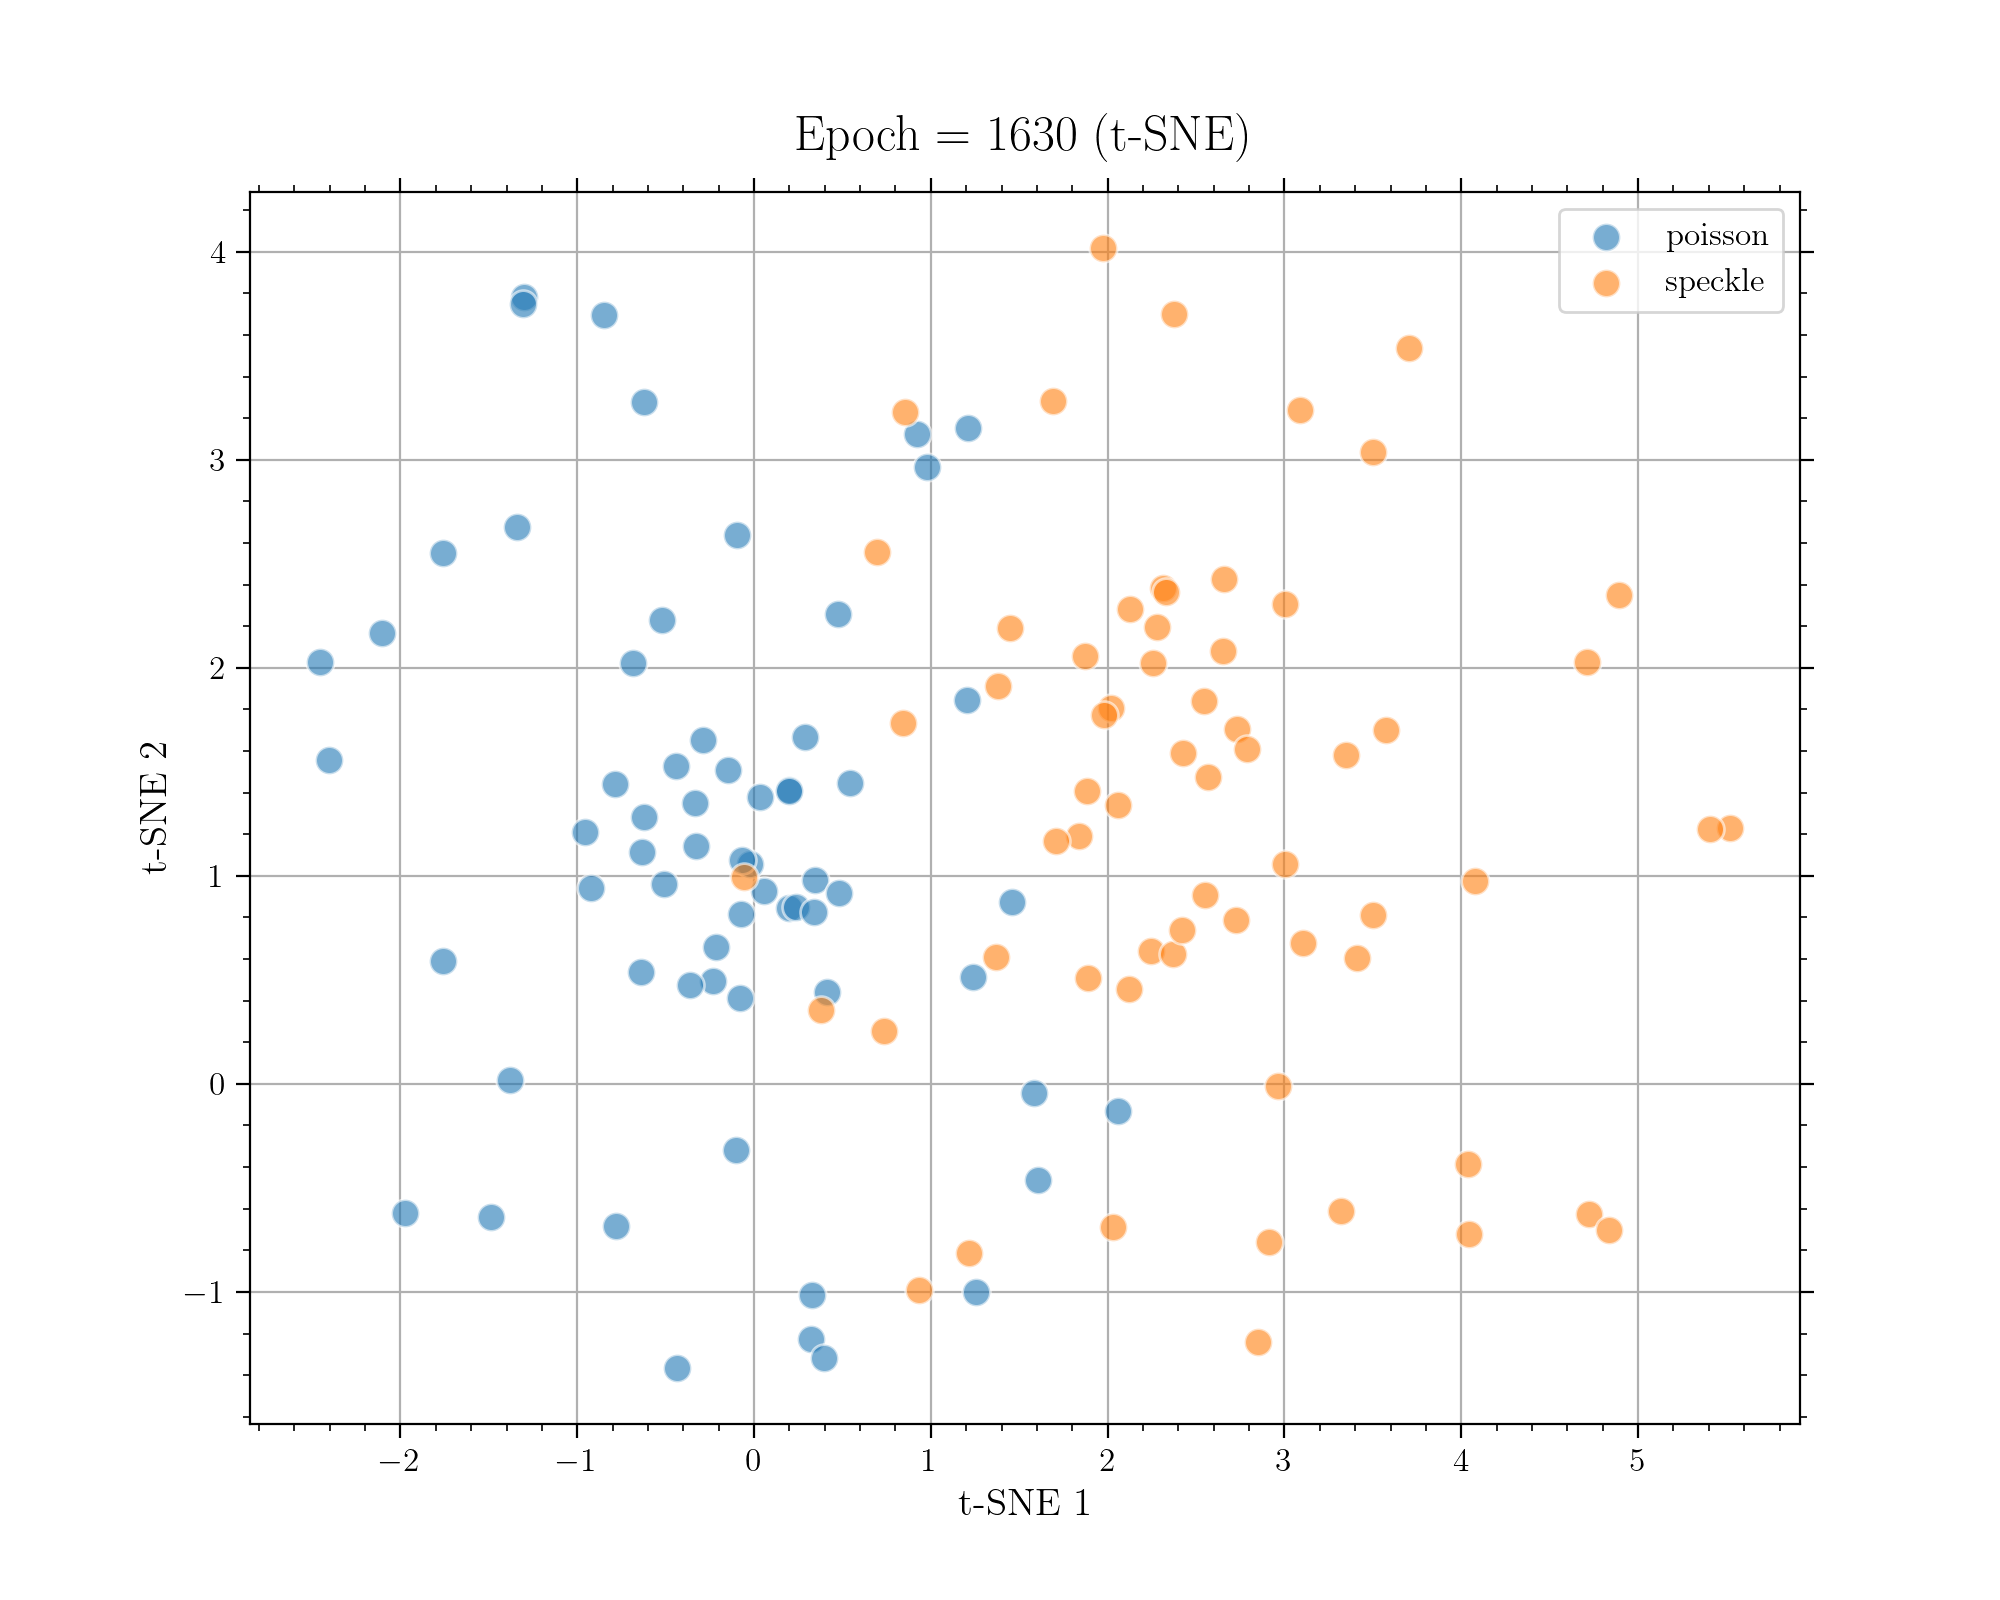 Epoch = 1630 (t-SNE)
poisson
speckle
4
3
2
1
0
−1
t-SNE 2
−2 −1 0 1 2 3 4 5
t-SNE 1